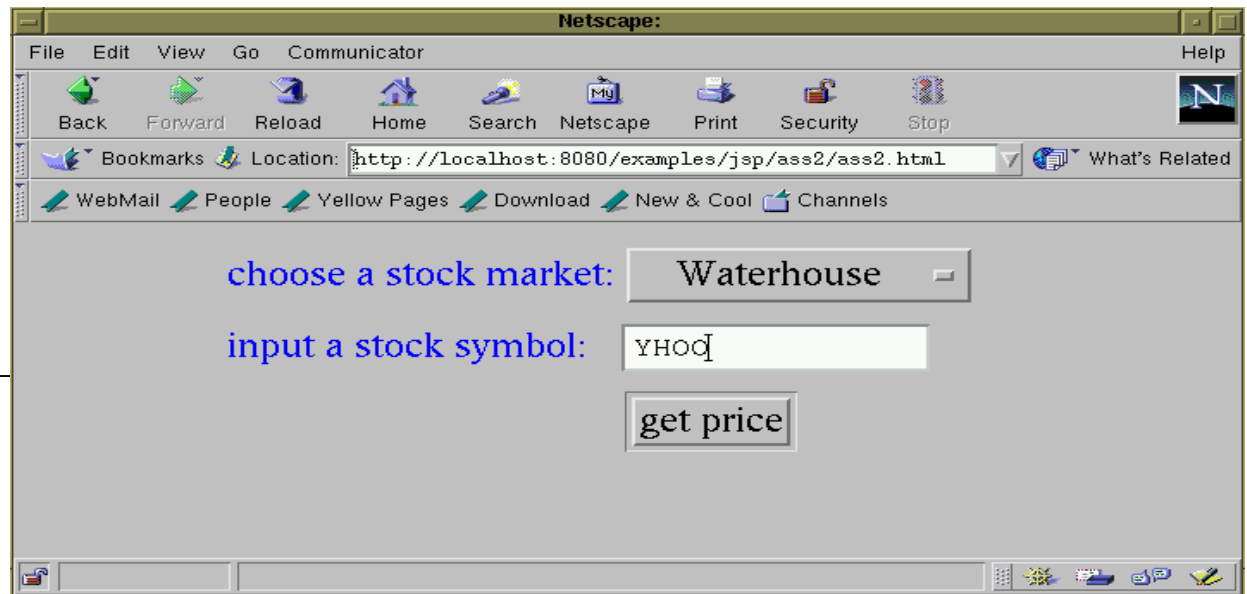 Netscape:
File Edit View Go Communicator Help
Back Forward Reload Home Search Netscape Print Security Stop
My
N
Bookmarks Location: http://localhost:8080/examples/jsp/ass2/ass2.html What's Related
WebMail People Yellow Pages Download New & Cool Channels
choose a stock market: Waterhouse
input a stock symbol: YHOO
get price